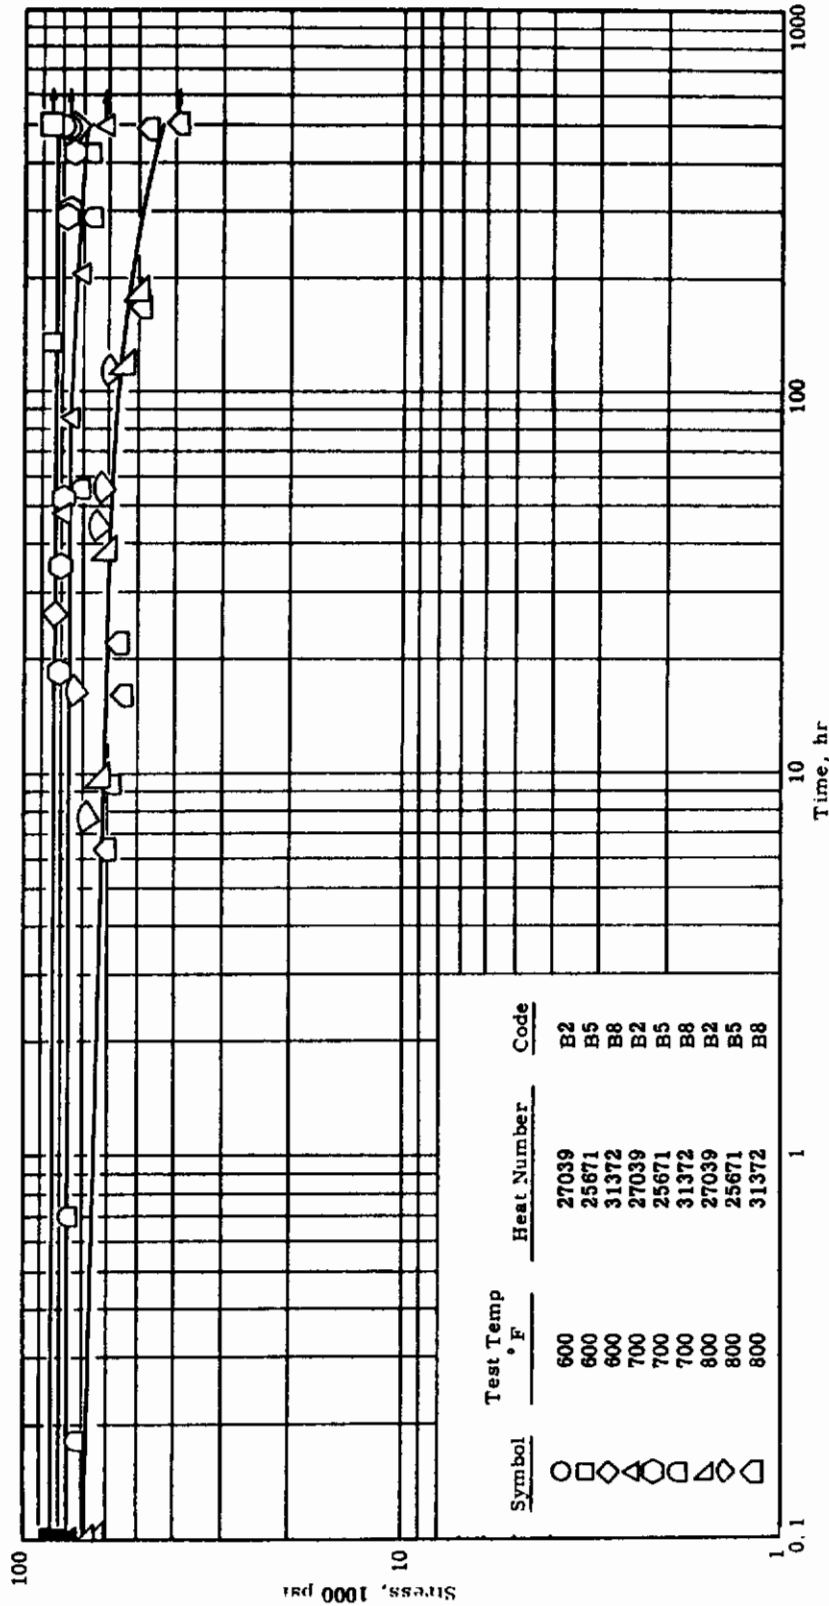 Stress, 1000 psi
100
10
1
0.1
1
10
100
1000
Time, hr
Symbol Test Temp °F Heat Number Code
600 27039 B2
600 25671 B5
600 31372 B8
700 27039 B2
700 25671 B5
700 31372 B8
800 27039 B2
800 25671 B5
800 31372 B8